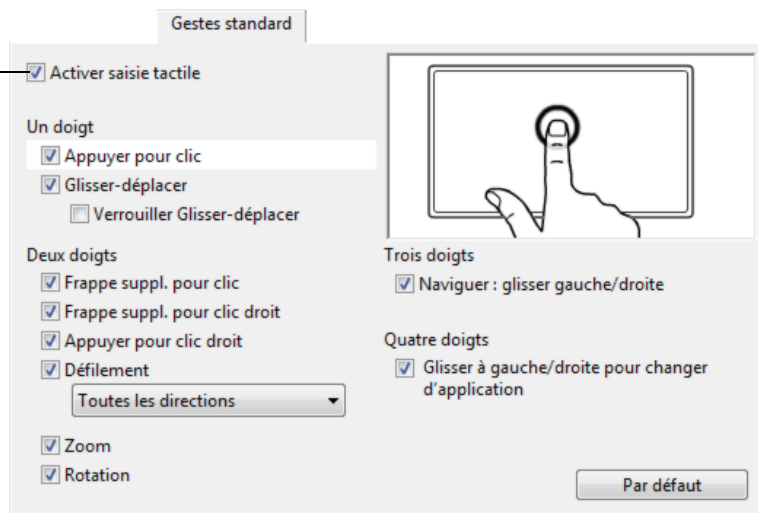 Gestes standard
Activer saisie tactile
Un doigt
Appuyer pour clic
Glisser-déplacer
Verrouiller Glisser-déplacer
Deux doigts
Frappe suppl. pour clic
Frappe suppl. pour clic droit
Appuyer pour clic droit
Défilement
Toutes les directions
Zoom
Rotation
Trois doigts
Naviguer : glisser gauche/droite
Quatre doigts
Glisser à gauche/droite pour changer
d'application
Par défaut